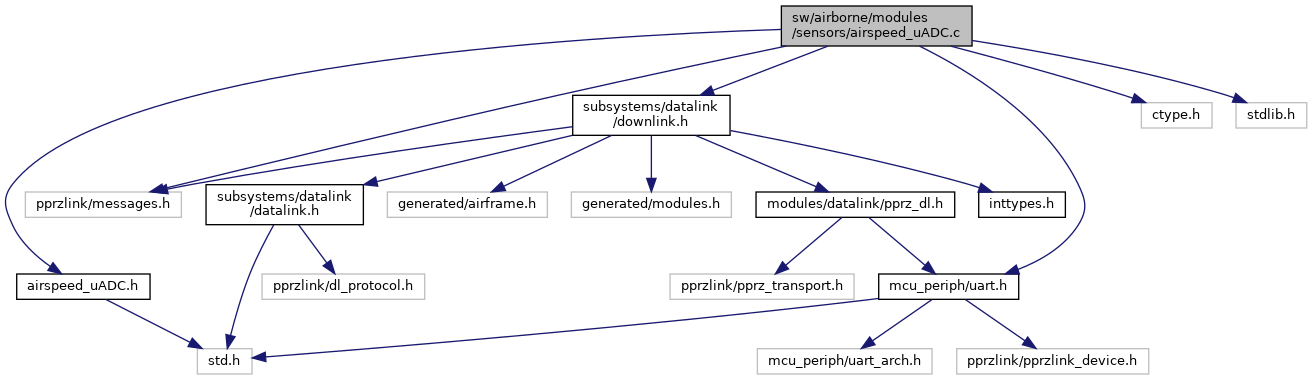 sw/airborne/modules
/sensors/airspeed_uADC.c
subsystems/datalink
/downlink.h
ctype.h
stdlib.h
pprzlink/messages.h
subsystems/datalink
/datalink.h
generated/airframe.h
generated/modules.h
modules/datalink/pprz_dl.h
inttypes.h
airspeed_uADC.h
pprzlink/dl_protocol.h
pprzlink/pprz_transport.h
mcu_periph/uart.h
std.h
mcu_periph/uart_arch.h
pprzlink/pprzlink_device.h